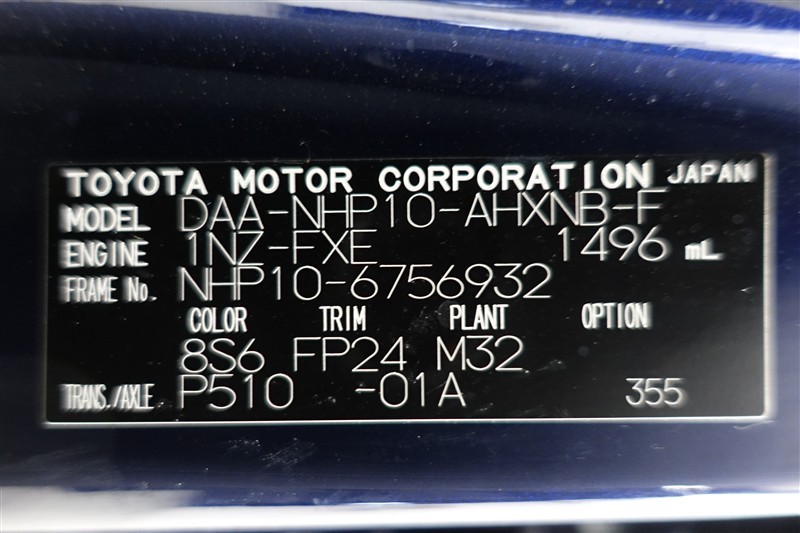 TOYOTA MOTOR CORPORATION JAPAN
MODEL DAA-NHP10-AHXNB-F
ENGINE 1NZ-FXE 1496 mL
FRAME No. NHP10-6756932
COLOR TRIM PLANT OPTION
8S6 FP24 M32
TRANS./AXLE P510 -01A 355